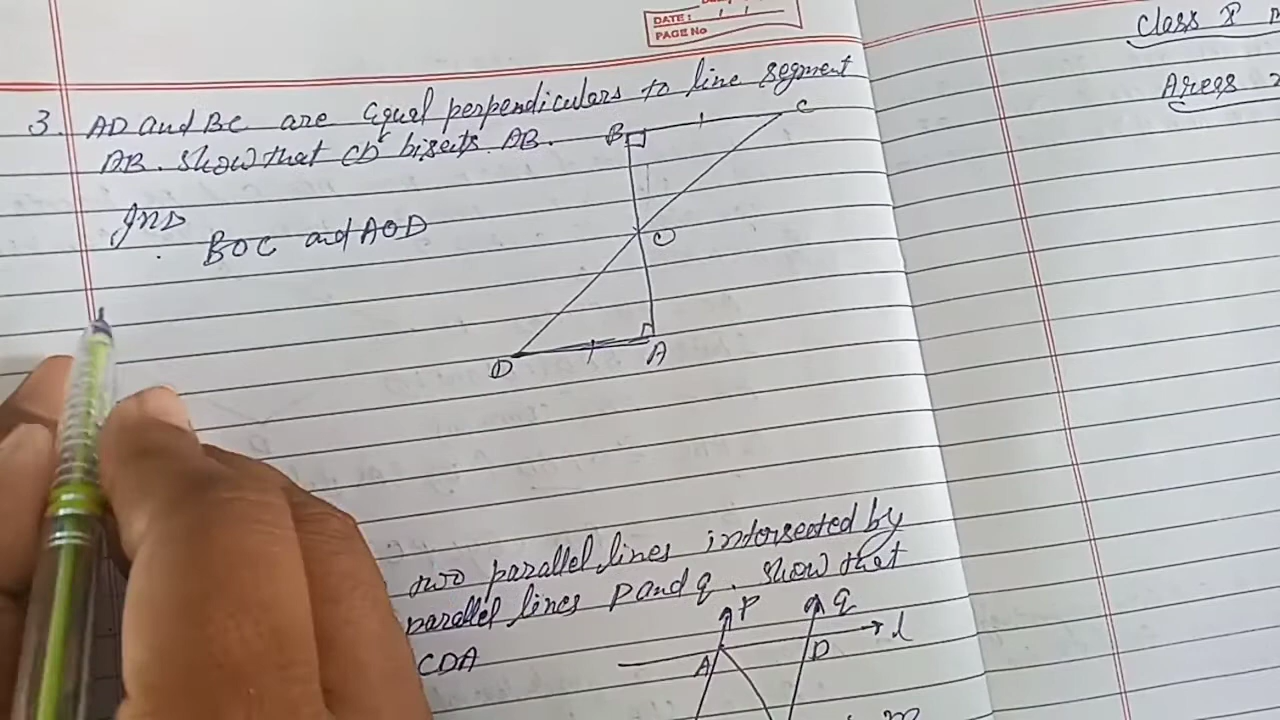 DATE:
PAGE No
Class X
Areas
3. AD and BC are Equal perpendiculars to line segment
AB. show that CD bisects AB.
B
C
In Δ
BOC and AOD
O
D
A
two parallel lines intersected by
parallel lines p and q. show that
CDA
P
q
l
A
D
m